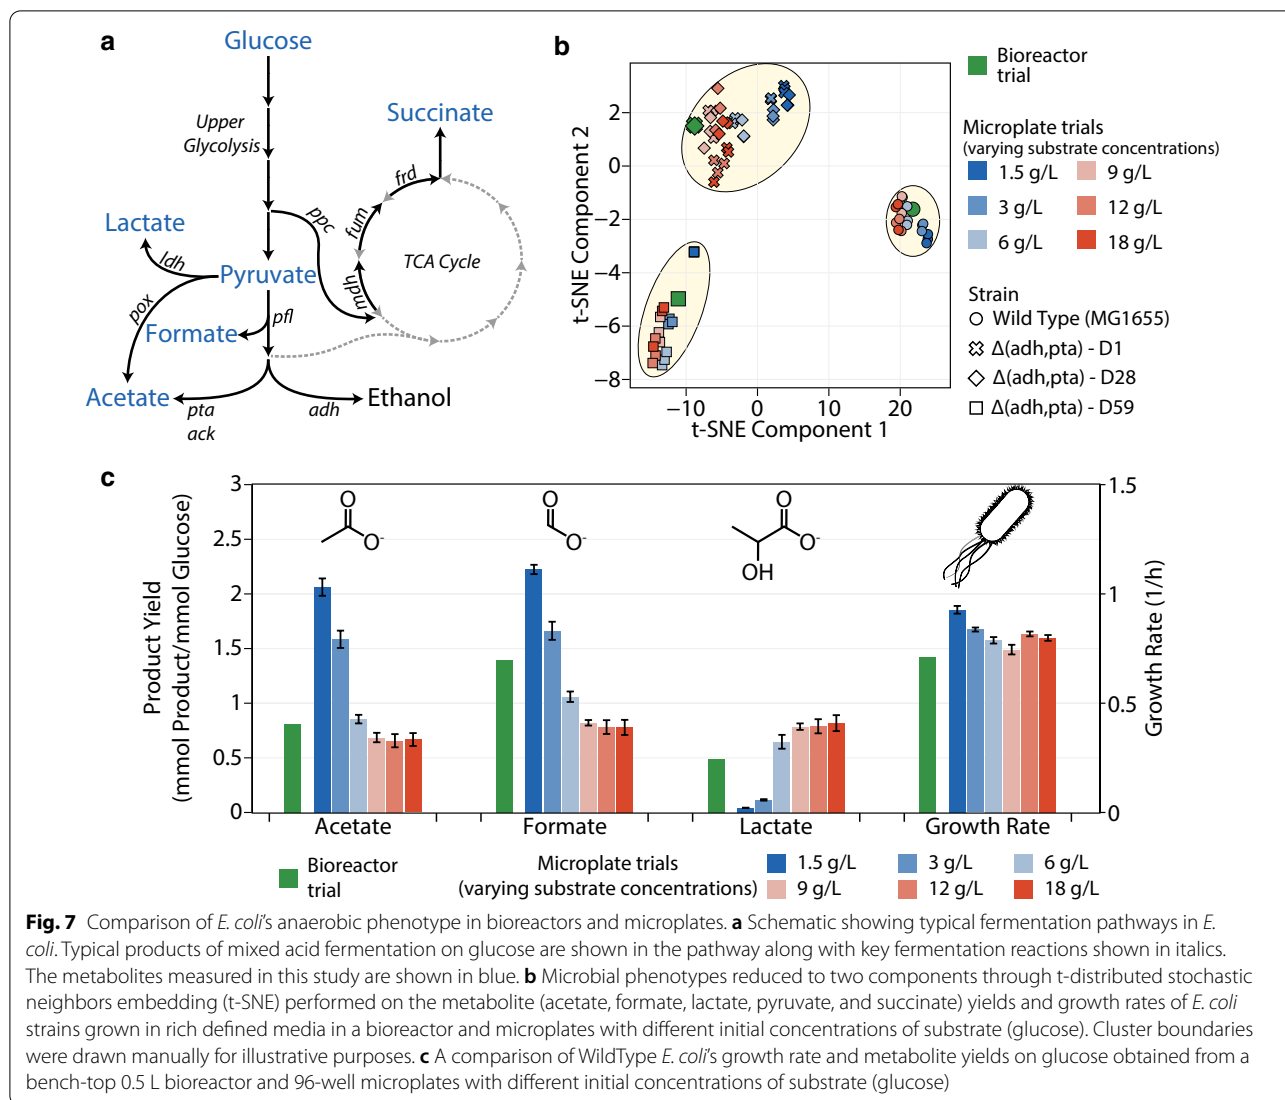 a
Glucose
Upper
Glycolysis
Succinate
frd
ppc
fum
Lactate
ldh
TCA Cycle
Pyruvate
mdh
pox
Formate
pfl
Acetate
pta
ack
adh
Ethanol
b
t-SNE Component 2
2
0
−2
−4
−6
−8
−10
0
10
20
t-SNE Component 1
Bioreactor
trial
Microplate trials
(varying substrate concentrations)
1.5 g/L
9 g/L
3 g/L
12 g/L
6 g/L
18 g/L
Strain
Wild Type (MG1655)
Δ(adh,pta) - D1
Δ(adh,pta) - D28
Δ(adh,pta) - D59
c
Product Yield
(mmol Product/mmol Glucose)
3
2.5
2
1.5
1
0.5
0
O
O-
O
O-
O
O-
OH
1.5
1
0.5
0
Growth Rate (1/h)
Acetate
Formate
Lactate
Growth Rate
Bioreactor
trial
Microplate trials
(varying substrate concentrations)
1.5 g/L
3 g/L
6 g/L
9 g/L
12 g/L
18 g/L
Fig. 7 Comparison of E. coli's anaerobic phenotype in bioreactors and microplates. a Schematic showing typical fermentation pathways in E.
coli. Typical products of mixed acid fermentation on glucose are shown in the pathway along with key fermentation reactions shown in italics.
The metabolites measured in this study are shown in blue. b Microbial phenotypes reduced to two components through t-distributed stochastic
neighbors embedding (t-SNE) performed on the metabolite (acetate, formate, lactate, pyruvate, and succinate) yields and growth rates of E. coli
strains grown in rich defined media in a bioreactor and microplates with different initial concentrations of substrate (glucose). Cluster boundaries
were drawn manually for illustrative purposes. c A comparison of WildType E. coli's growth rate and metabolite yields on glucose obtained from a
bench-top 0.5 L bioreactor and 96-well microplates with different initial concentrations of substrate (glucose)